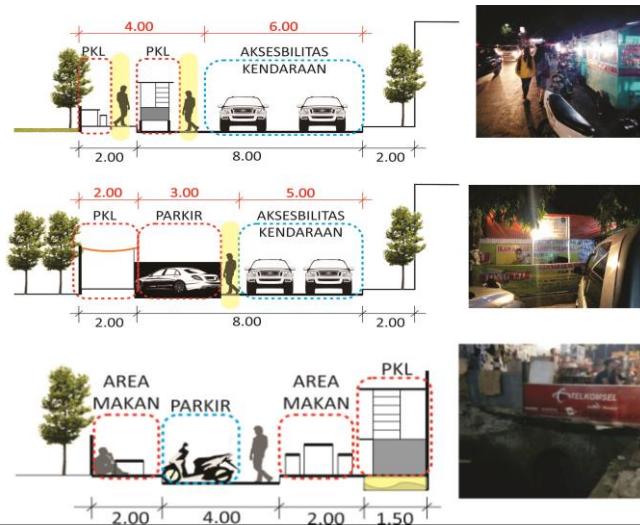 4.00 6.00
PKL PKL AKSESBILITAS
KENDARAAN
2.00 8.00 2.00
2.00 3.00 5.00
PKL PARKIR AKSESBILITAS
KENDARAAN
2.00 8.00 2.00
AREA
MAKAN PARKIR AREA
MAKAN PKL
2.00 4.00 2.00 1.50
TELKOMSEL